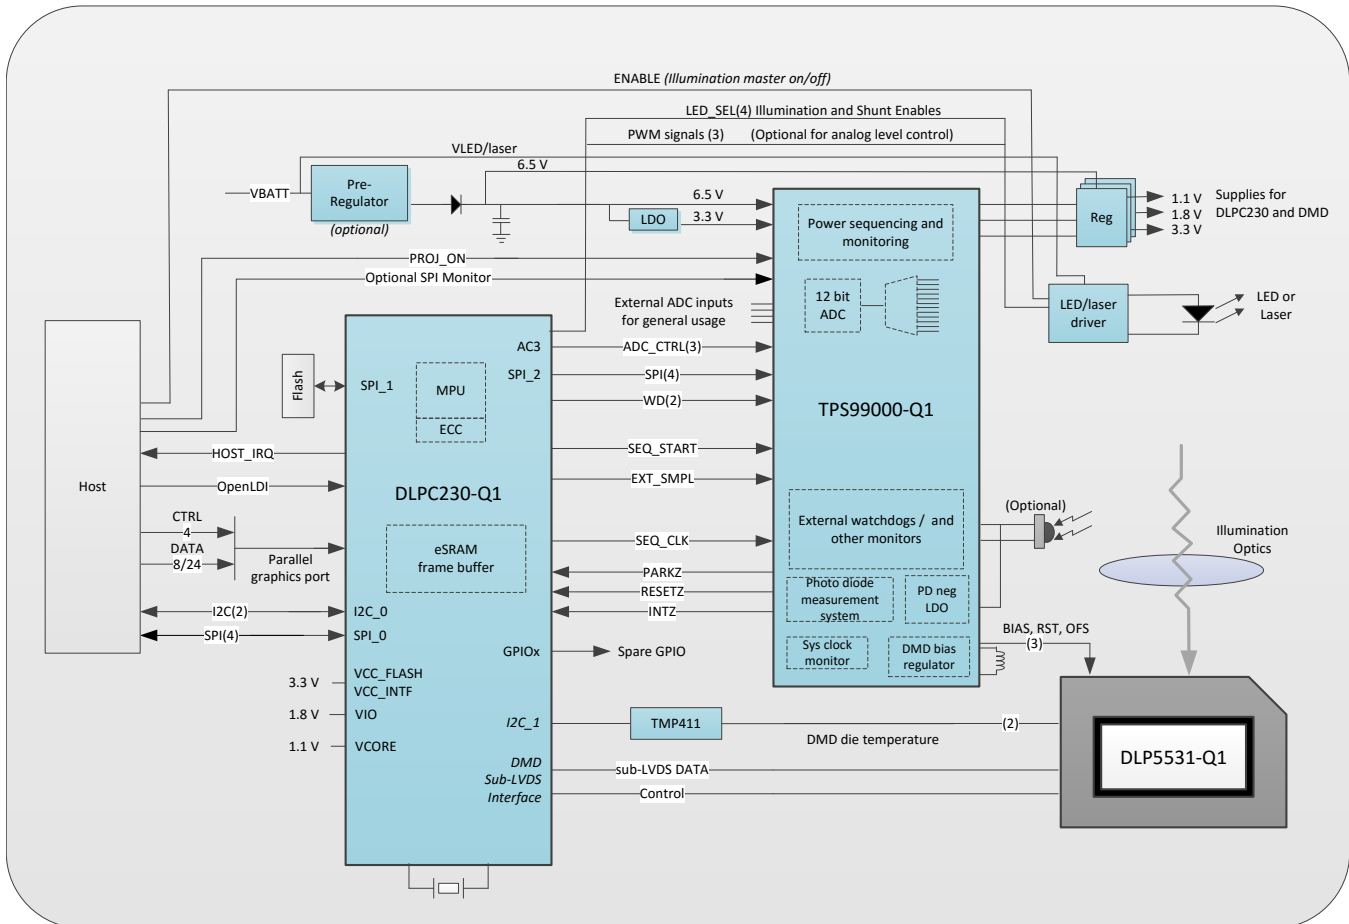 ENABLE (Illumination master on/off)
LED_SEL(4) Illumination and Shunt Enables
PWM signals (3) (Optional for analog level control)
VLED/laser
6.5 V
VBATT
Pre-
Regulator
(optional)
LDO
6.5 V
3.3 V
Power sequencing and
monitoring
Reg
1.1 V
1.8 V
3.3 V
Supplies for
DLPC230 and DMD
PROJ_ON
Optional SPI Monitor
External ADC inputs
for general usage
12 bit
ADC
LED/laser
driver
LED or
Laser
Host
Flash
SPI_1
MPU
ECC
AC3
SPI_2
ADC_CTRL(3)
SPI(4)
WD(2)
TPS99000-Q1
HOST_IRQ
OpenLDI
DLPC230-Q1
SEQ_START
EXT_SMPL
CTRL
4
DATA
8/24
Parallel
graphics port
eSRAM
frame buffer
SEQ_CLK
PARKZ
RESETZ
INTZ
External watchdogs / and
other monitors
(Optional)
Illumination
Optics
Photo diode
measurement
system
PD neg
LDO
I2C(2)
I2C_0
SPI(4)
SPI_0
GPIOx
Spare GPIO
Sys clock
monitor
DMD bias
regulator
BIAS, RST, OFS
(3)
3.3 V
VCC_FLASH
VCC_INTF
1.8 V
VIO
1.1 V
VCORE
I2C_1
TMP411
(2)
DMD die temperature
DLP5531-Q1
DMD
Sub-LVDS
Interface
sub-LVDS DATA
Control